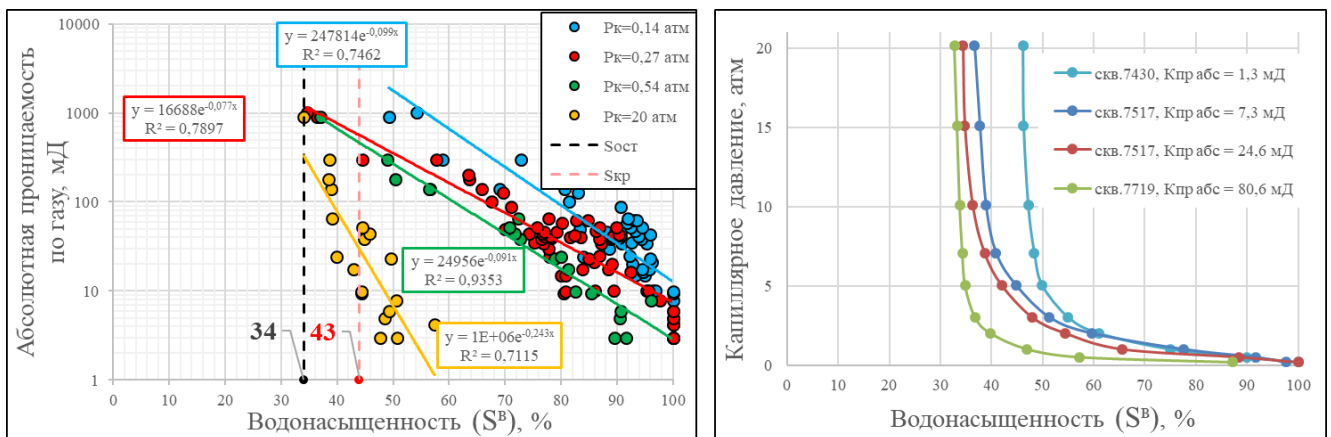 Абсолютная проницаемость
по газу, мД
10000
1000
100
10
1
y = 247814e-0,099x
R² = 0,7462
y = 16688e-0,077x
R² = 0,7897
y = 24956e-0,091x
R² = 0,9353
y = 1E+06e-0,243x
R² = 0,7115
34
43
Рк=0,14 атм
Рк=0,27 атм
Рк=0,54 атм
Рк=20 атм
Sост
Sкр
0 10 20 30 40 50 60 70 80 90 100
Водонасыщенность (Sв), %
Капиллярное давление, атм
20
15
10
5
0
скв.7430, Кпр абс = 1,3 мД
скв.7517, Кпр абс = 7,3 мД
скв.7517, Кпр абс = 24,6 мД
скв.7719, Кпр абс = 80,6 мД
0 10 20 30 40 50 60 70 80 90 100
Водонасыщенность (Sв), %